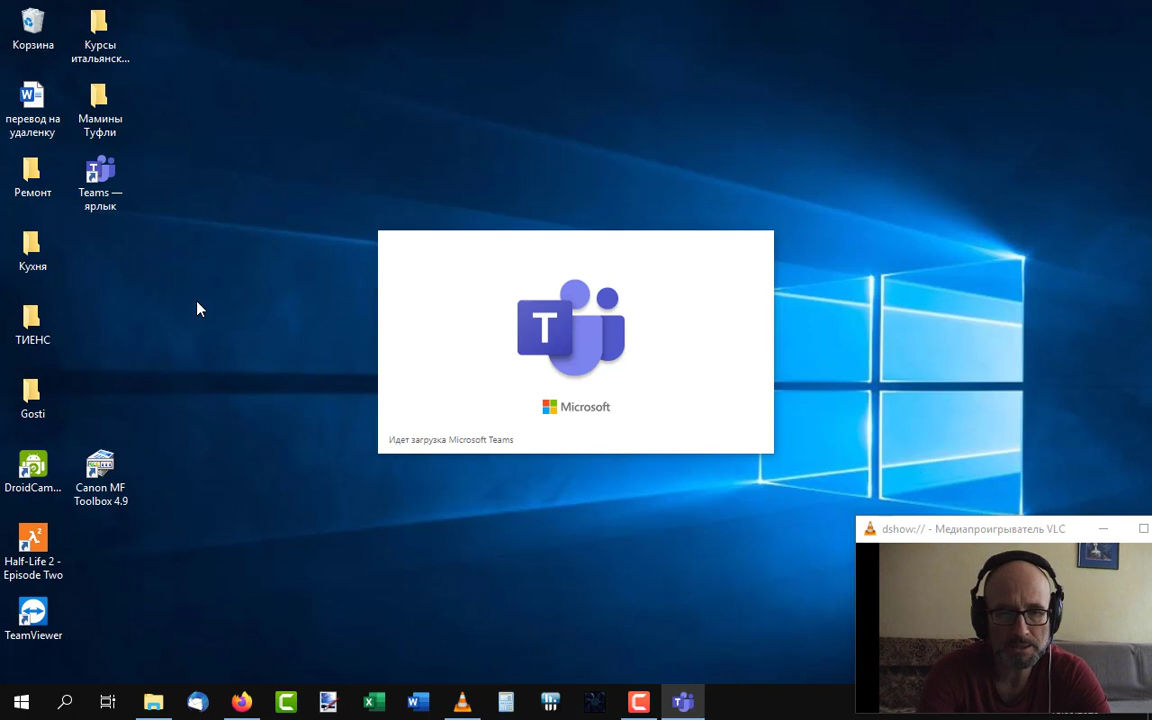 Корзина
Курсы
итальянск...
перевод на
удаленку
Мамины
Туфли
Ремонт
Teams —
ярлык
Кухня
ТИЕНС
Gosti
DroidCam...
Canon MF
Toolbox 4.9
Half-Life 2 -
Episode Two
TeamViewer
T
Microsoft
Идет загрузка Microsoft Teams
dshow:// - Медиапроигрыватель VLC